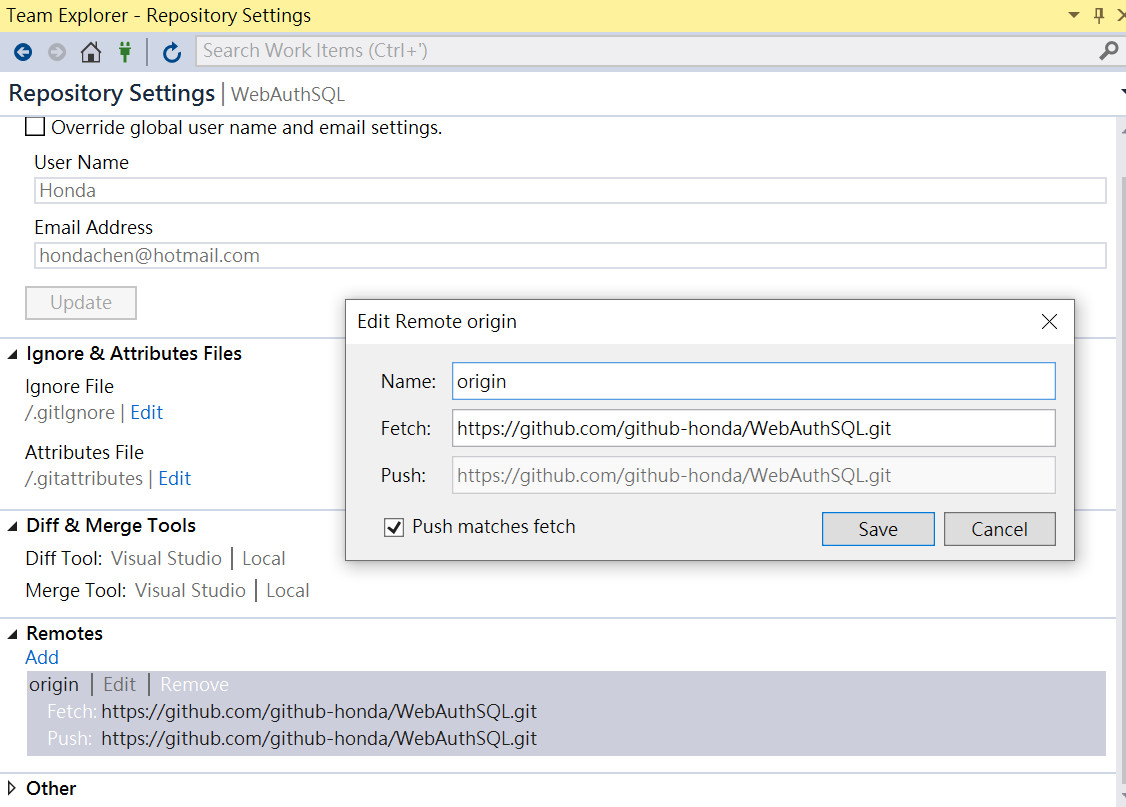 Team Explorer - Repository Settings
Search Work Items (Ctrl+')
Repository Settings | WebAuthSQL
Override global user name and email settings.
User Name
Honda
Email Address
hondachen@hotmail.com
Update
Ignore & Attributes Files
Ignore File
/.gitIgnore | Edit
Attributes File
/.gitattributes | Edit
Diff & Merge Tools
Diff Tool: Visual Studio | Local
Merge Tool: Visual Studio | Local
Remotes
Add
origin | Edit | Remove
Fetch: https://github.com/github-honda/WebAuthSQL.git
Push: https://github.com/github-honda/WebAuthSQL.git
Other
Edit Remote origin
Name: origin
Fetch: https://github.com/github-honda/WebAuthSQL.git
Push: https://github.com/github-honda/WebAuthSQL.git
Push matches fetch
Save Cancel